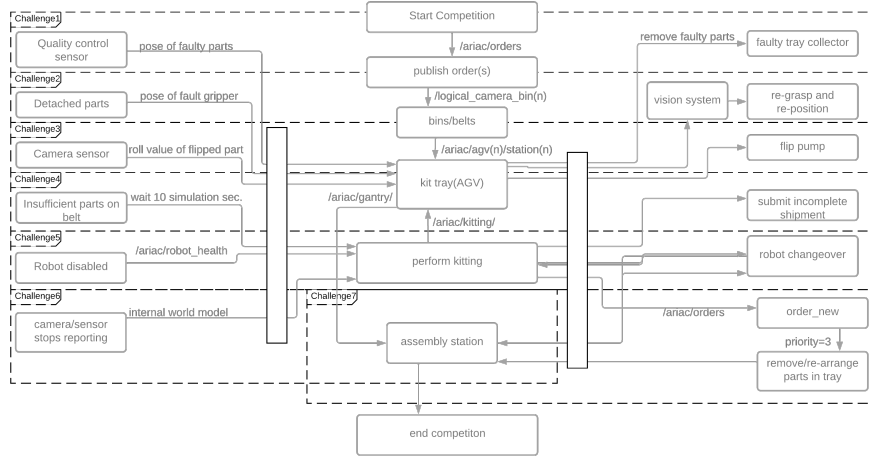 Challenge1
Start Competition
Quality control
sensor
pose of faulty parts
/ariac/orders
remove faulty parts
faulty tray collector
publish order(s)
Challenge2
Detached parts
pose of fault gripper
/logical_camera_bin(n)
vision system
re-grasp and
re-position
bins/belts
Challenge3
Camera sensor
roll value of flipped part
/ariac/agv(n)/station(n)
flip pump
Challenge4
kit tray(AGV)
Insufficient parts on
belt
wait 10 simulation sec.
/ariac/gantry/
submit incomplete
shipment
/ariac/kitting/
Challenge5
Robot disabled
/ariac/robot_health
perform kitting
robot changeover
Challenge6
Challenge7
camera/sensor
stops reporting
internal world model
/ariac/orders
order_new
assembly station
priority=3
remove/re-arrange
parts in tray
end competiton